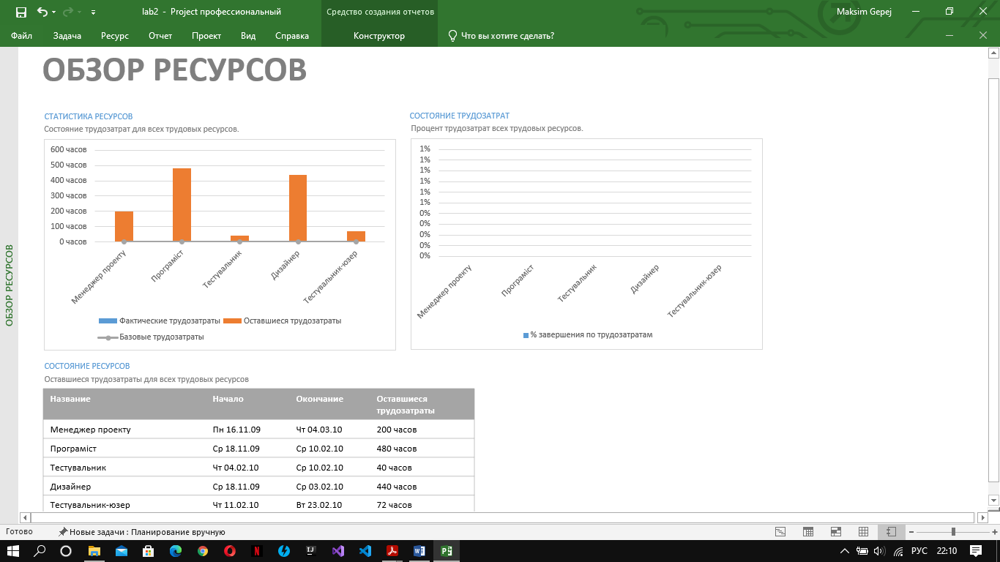 lab2 - Project профессиональный
Средство создания отчетов
Maksim Gepej
Файл Задача Ресурс Отчет Проект Вид Справка Конструктор Что вы хотите сделать?
ОБЗОР РЕСУРСОВ
ОБЗОР РЕСУРСОВ
СТАТИСТИКА РЕСУРСОВ
Состояние трудозатрат для всех трудовых ресурсов.
600 часов
500 часов
400 часов
300 часов
200 часов
100 часов
0 часов
Менеджер проекту
Програміст
Тестувальник
Дизайнер
Тестувальник-юзер
Фактические трудозатраты
Оставшиеся трудозатраты
Базовые трудозатраты
СОСТОЯНИЕ ТРУДОЗАТРАТ
Процент трудозатрат всех трудовых ресурсов.
1%
1%
1%
1%
1%
1%
0%
0%
0%
0%
0%
Менеджер проекту
Програміст
Тестувальник
Дизайнер
Тестувальник-юзер
% завершения по трудозатратам
СОСТОЯНИЕ РЕСУРСОВ
Оставшиеся трудозатраты для всех трудовых ресурсов
Название Начало Окончание Оставшиеся
трудозатраты
Менеджер проекту Пн 16.11.09 Чт 04.03.10 200 часов
Програміст Ср 18.11.09 Ср 10.02.10 480 часов
Тестувальник Чт 04.02.10 Ср 10.02.10 40 часов
Дизайнер Ср 18.11.09 Ср 03.02.10 440 часов
Тестувальник-юзер Чт 11.02.10 Вт 23.02.10 72 часов
Готово Новые задачи : Планирование вручную
РУС 22:10